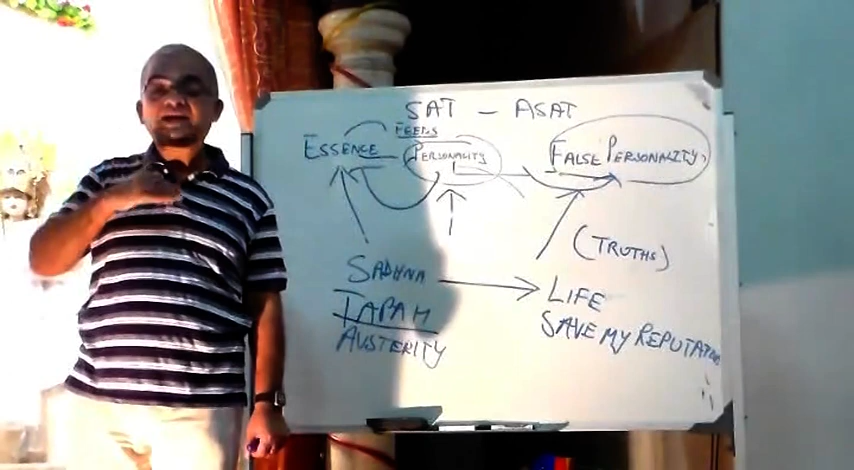 SAT - ASAT
FEEDS
ESSENCE PERSONALITY FALSE PERSONALITY
(TRUTHS)
SADHNA LIFE
TAPAH SAVE MY REPUTATION
AUSTERITY